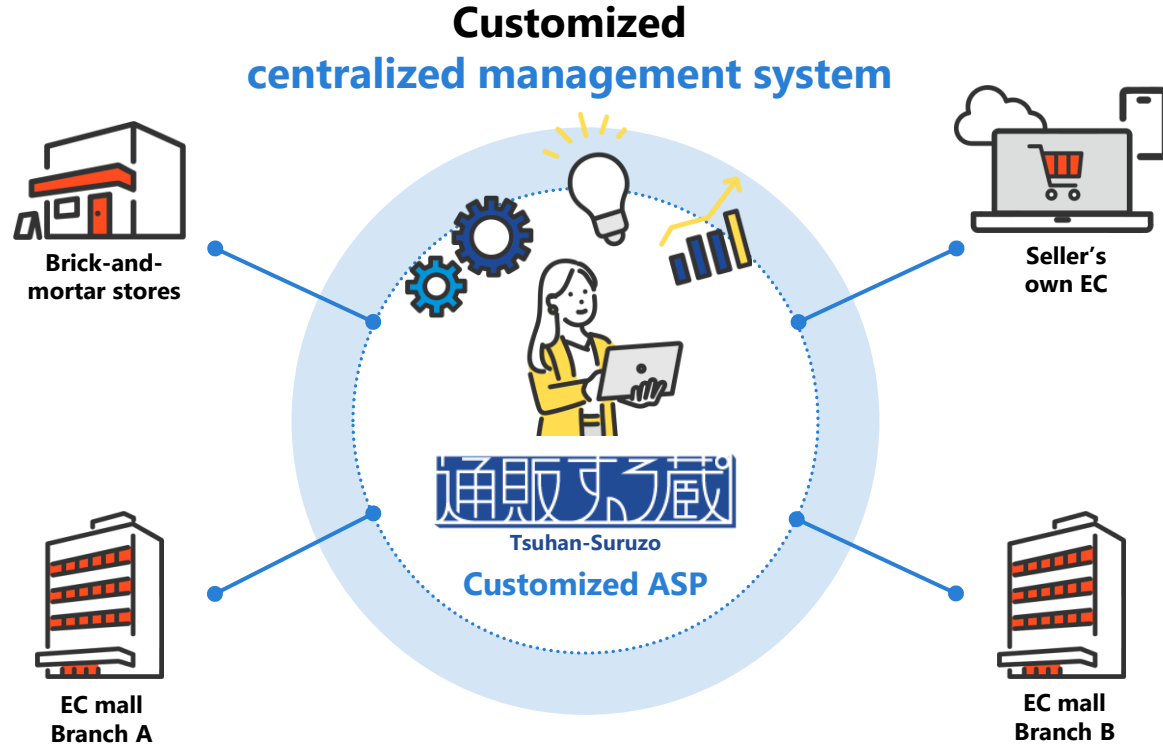 Customized
centralized management system
Brick-and-
mortar stores
Seller’s
own EC
通販する蔵
Tsuhan-Suruzo
Customized ASP
EC mall
Branch A
EC mall
Branch B